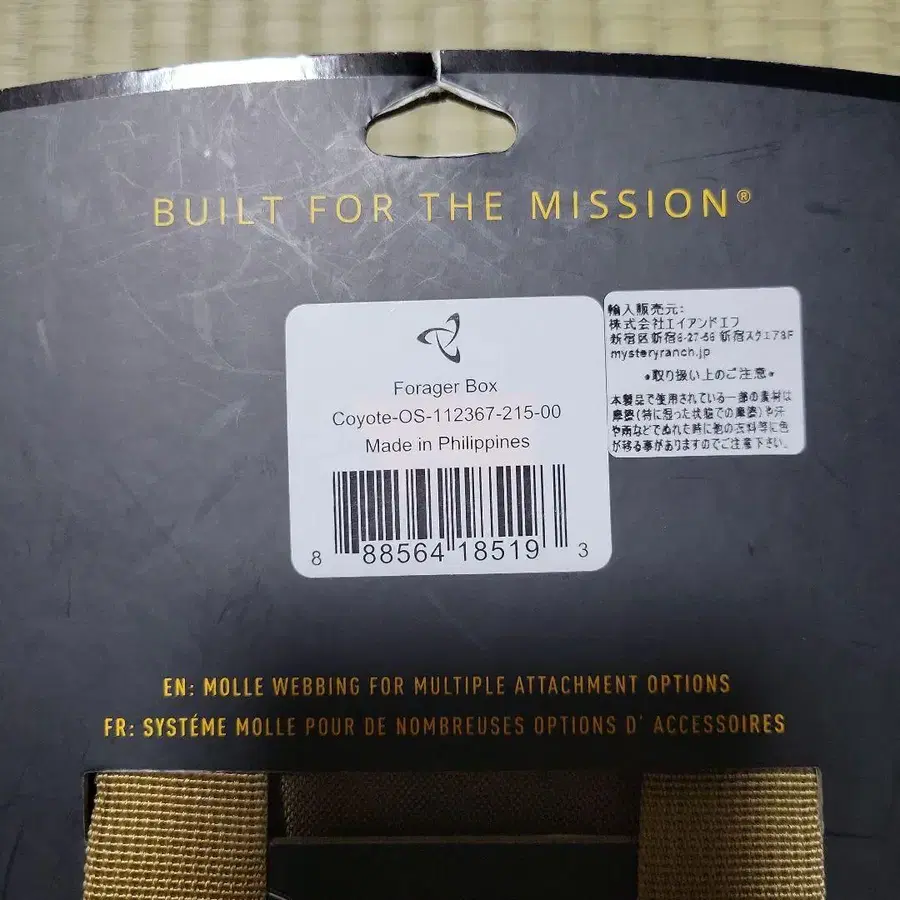 BUILT FOR THE MISSION®
Forager Box
Coyote-OS-112367-215-00
Made in Philippines
8 88564 18519 3
輸入販売元:
株式会社エイアンドエフ
新宿区新宿6-27-56 新宿スクエア8F
mysteryranch.jp
●取り扱い上のご注意●
本製品で使用されている一部の素材は
摩擦(特に湿った状態での摩擦)や汗
や雨などでぬれた時に他の衣料等に色
が移る事がありますのでご注意下さい。
EN: MOLLE WEBBING FOR MULTIPLE ATTACHMENT OPTIONS
FR: SYSTÉME MOLLE POUR DE NOMBREUSES OPTIONS D' ACCESSOIRES